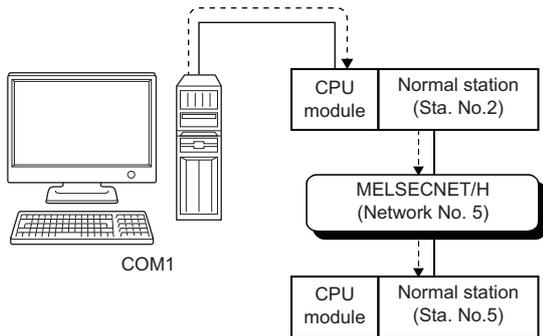 CPU
module
Normal station
(Sta. No.2)
MELSECNET/H
(Network No. 5)
COM1
CPU
module
Normal station
(Sta. No.5)